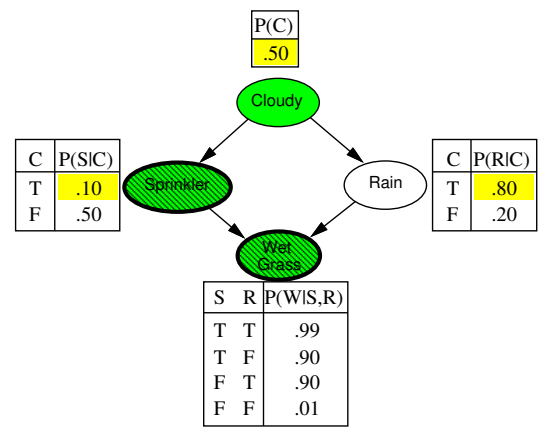 P(C)
.50
Cloudy
C P(S|C)
T .10
F .50
Sprinkler
Rain
C P(R|C)
T .80
F .20
Wet
Grass
S R P(W|S,R)
T T .99
T F .90
F T .90
F F .01